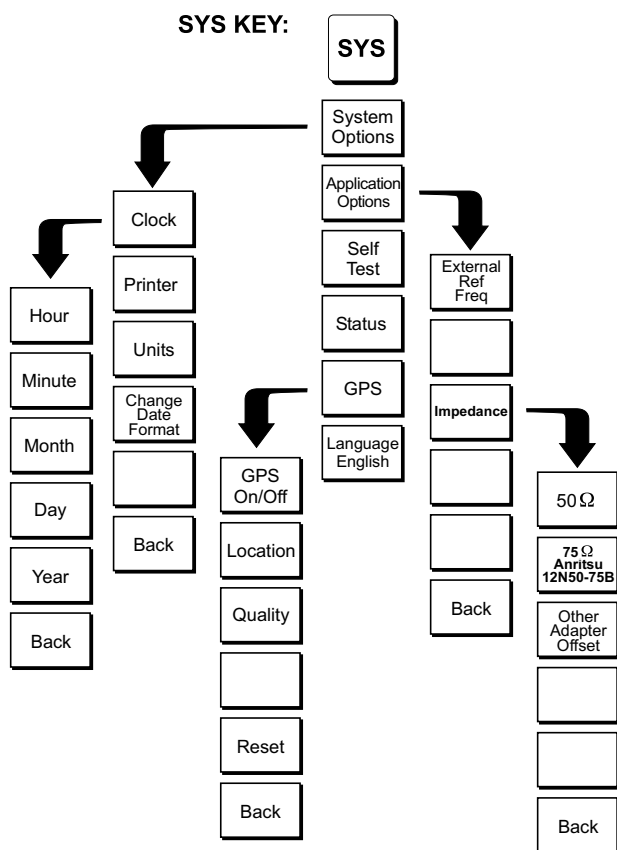 SYS KEY:
SYS
System
Options
Application
Options
Self
Test
Status
GPS
Language
English
Clock
Printer
Units
Change
Date
Format
Back
Hour
Minute
Month
Day
Year
Back
GPS
On/Off
Location
Quality
Reset
Back
External
Ref
Freq
Impedance
Back
50 Ω
75 Ω
Anritsu
12N50-75B
Other
Adapter
Offset
Back